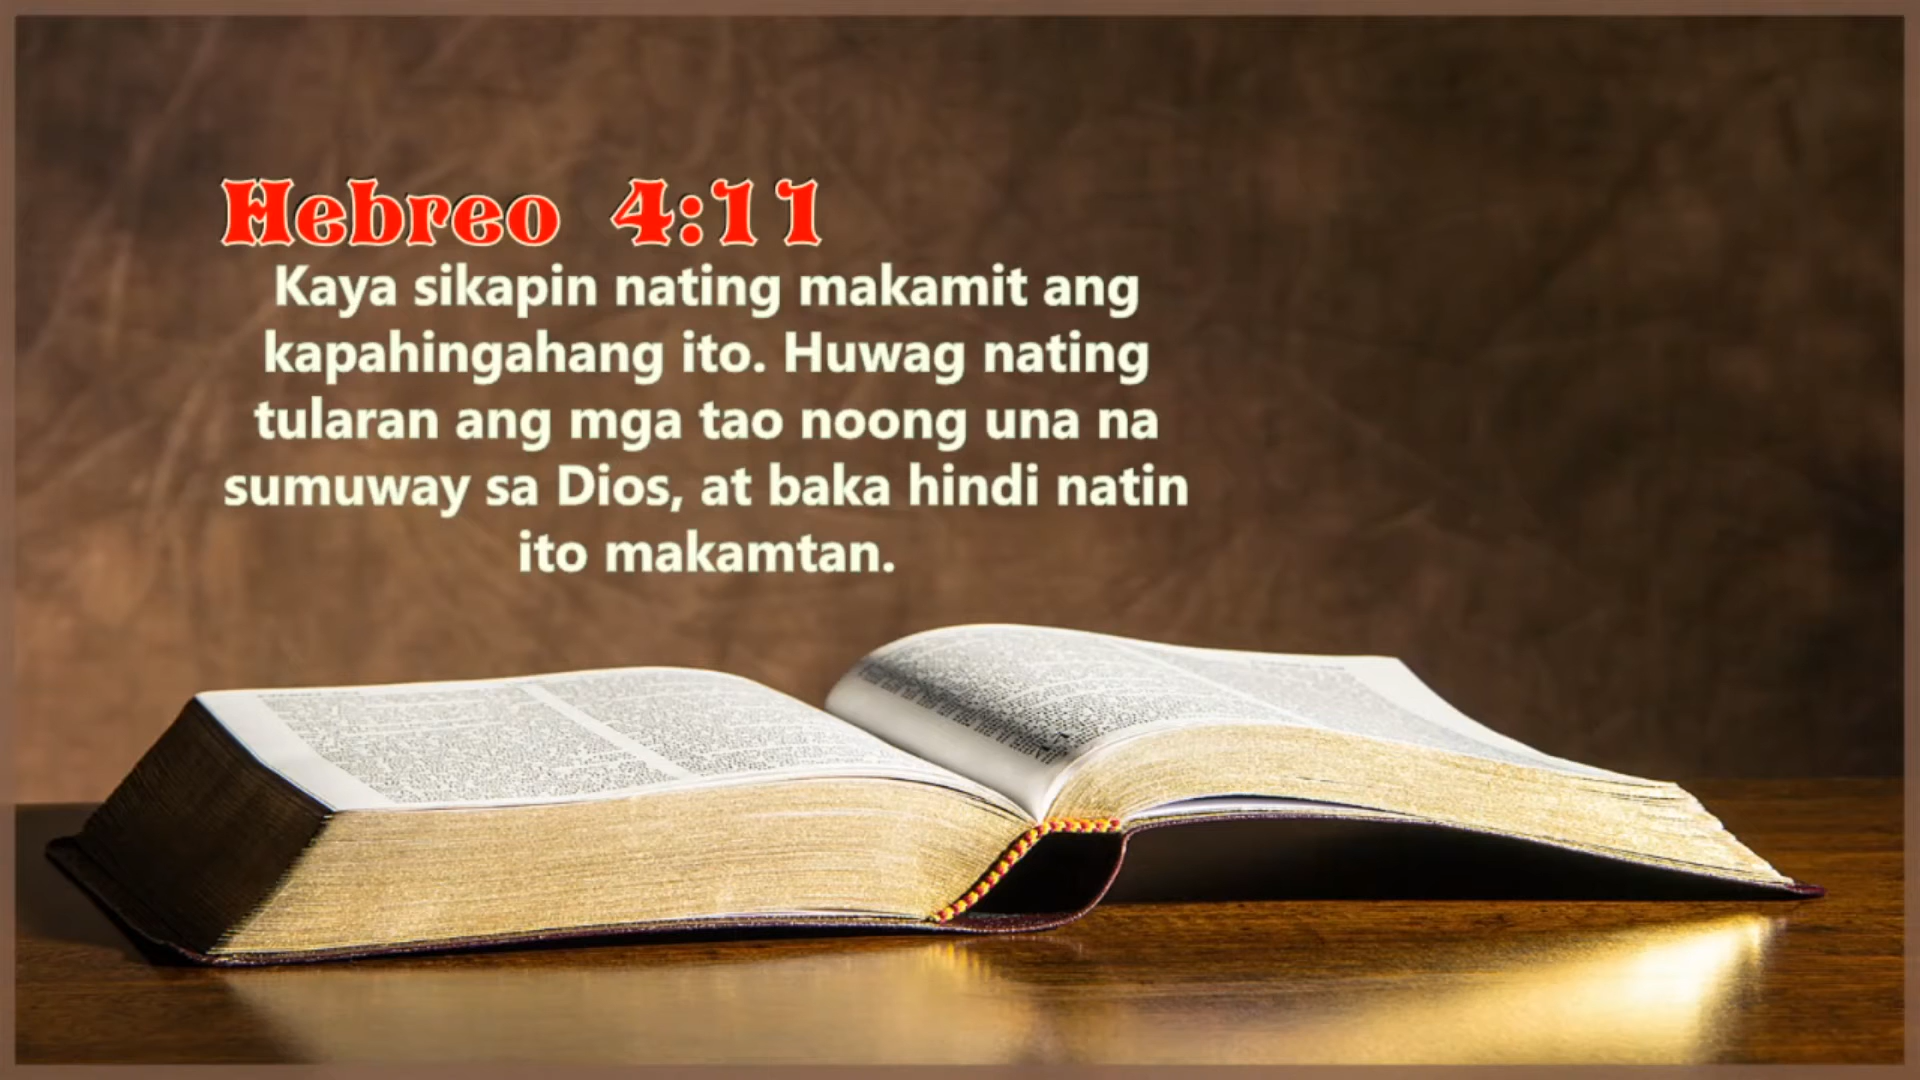 Hebreo 4:11
Kaya sikapin nating makamit ang
kapahingahang ito. Huwag nating
tularan ang mga tao noong una na
sumuway sa Dios, at baka hindi natin
ito makamtan.